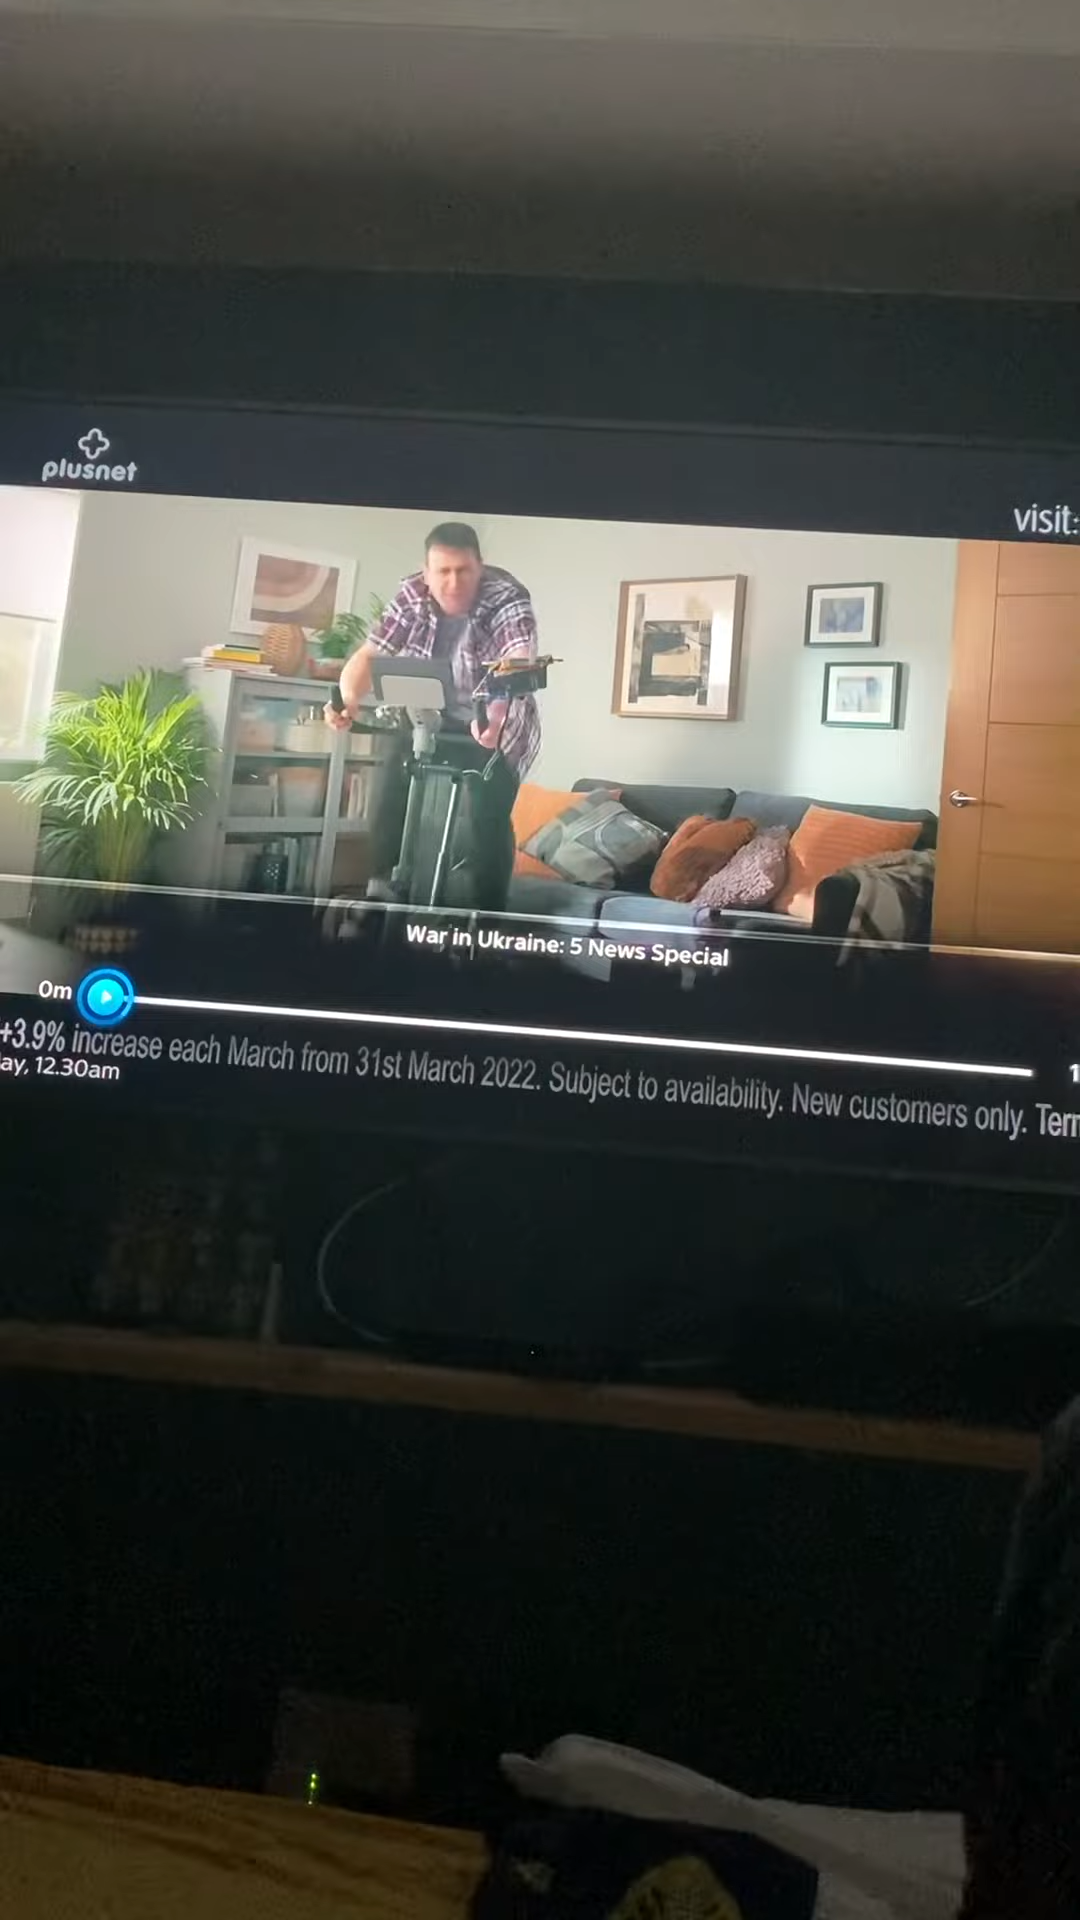 plusnet
visit:
War in Ukraine: 5 News Special
0m
+3.9% increase each March from 31st March 2022. Subject to availability. New customers only.
12.30am